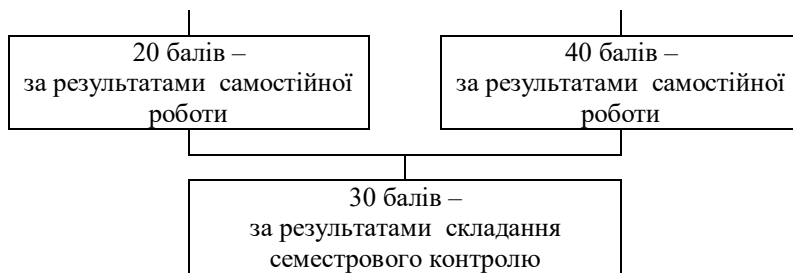 20 балів –
за результатами самостійної
роботи
40 балів –
за результатами самостійної
роботи
30 балів –
за результатами складання
семестрового контролю